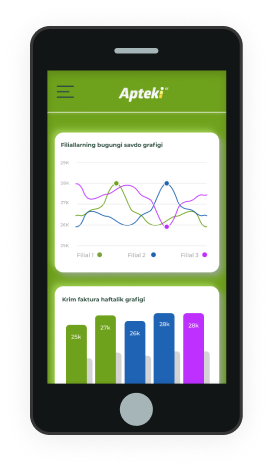 Apteki
Filiallarning bugungi savdo grafigi
29k
28k
27k
26k
25k
Filial 1 Filial 2 Filial 3
Krim faktura haftalik grafigi
25k 27k 26k 28k 28k